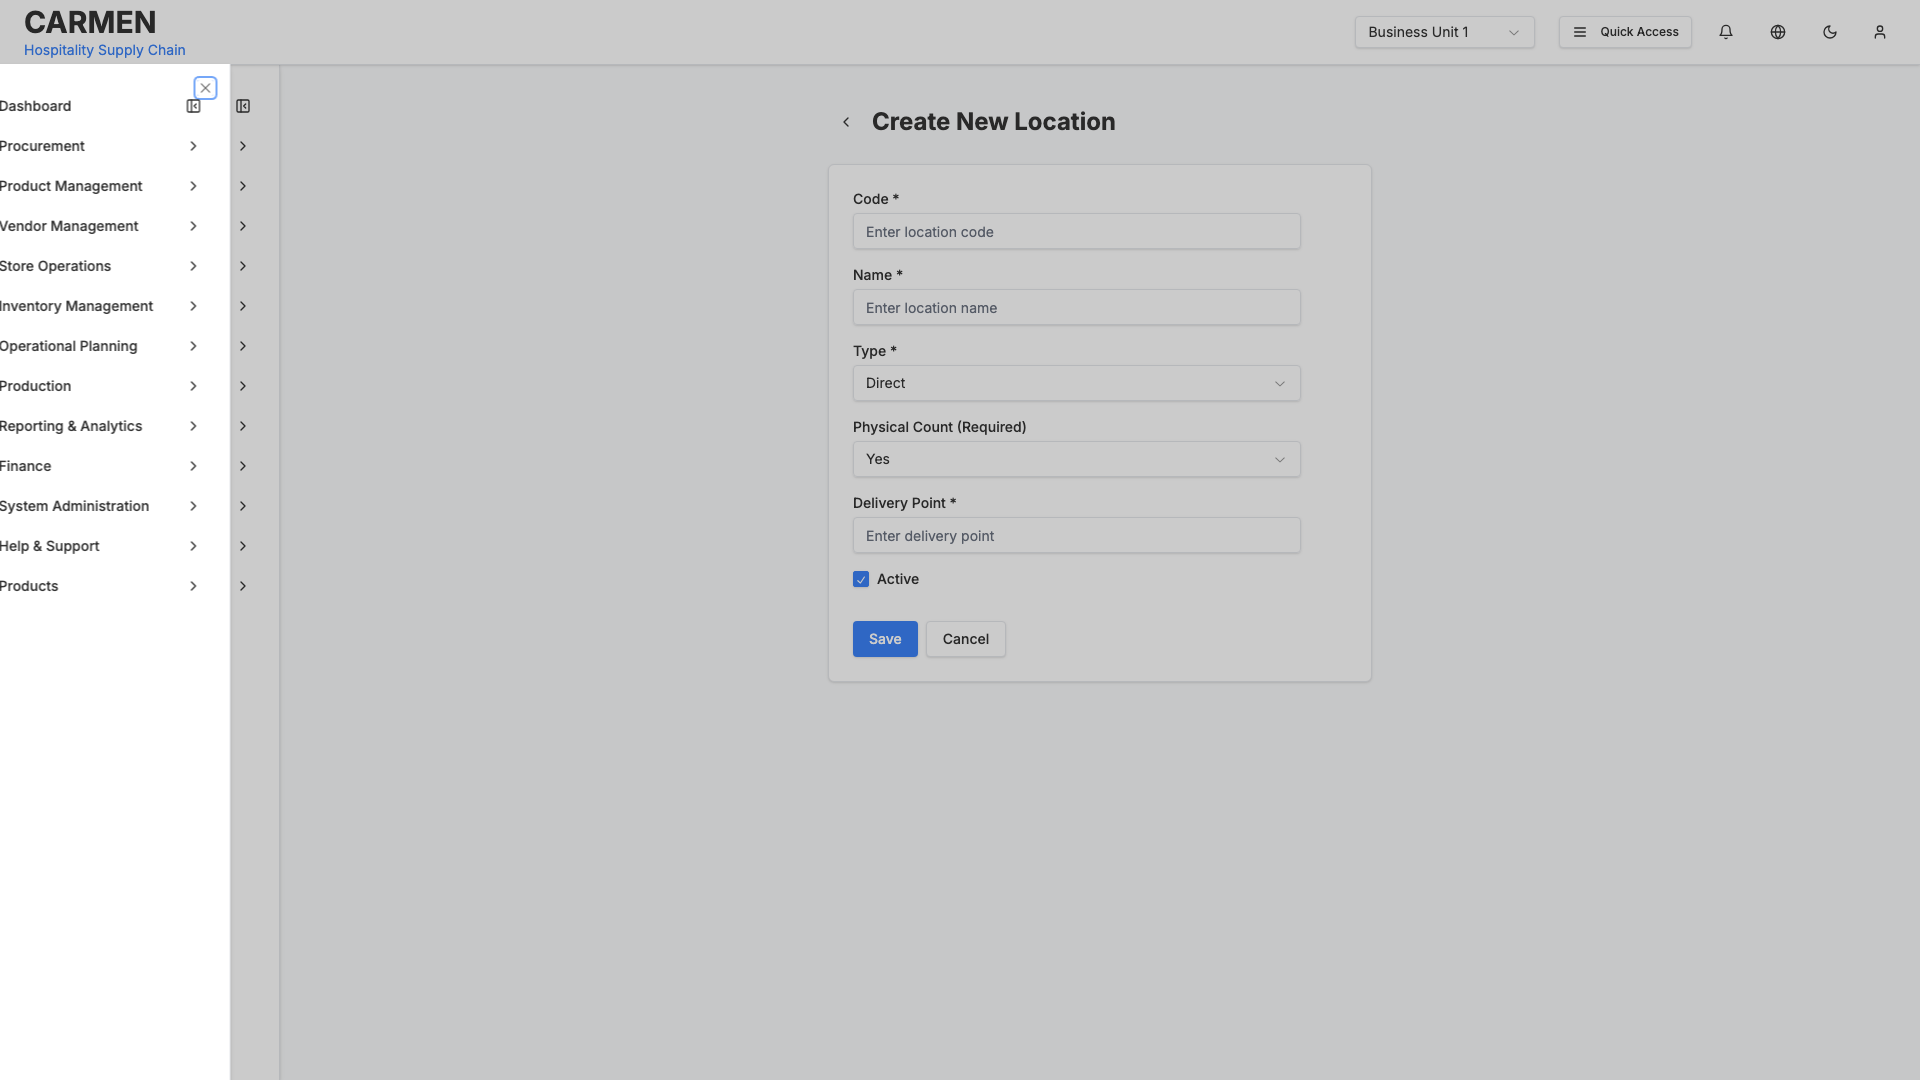 CARMEN
Hospitality Supply Chain
Business Unit 1
Quick Access
Dashboard
Procurement
Product Management
Vendor Management
Store Operations
Inventory Management
Operational Planning
Production
Reporting & Analytics
Finance
System Administration
Help & Support
Products
Create New Location
Code *
Enter location code
Name *
Enter location name
Type *
Direct
Physical Count (Required)
Yes
Delivery Point *
Enter delivery point
Active
Save
Cancel